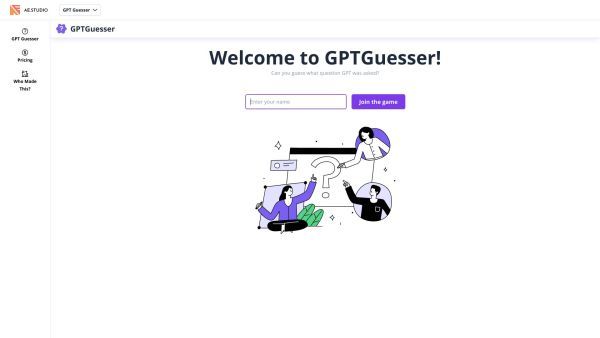 AE.STUDIO
GPT Guesser
GPT Guesser
Pricing
Who Made
This?
GPTGuesser
Welcome to GPTGuesser!
Can you guess what question GPT was asked?
Enter your name
Join the game
?